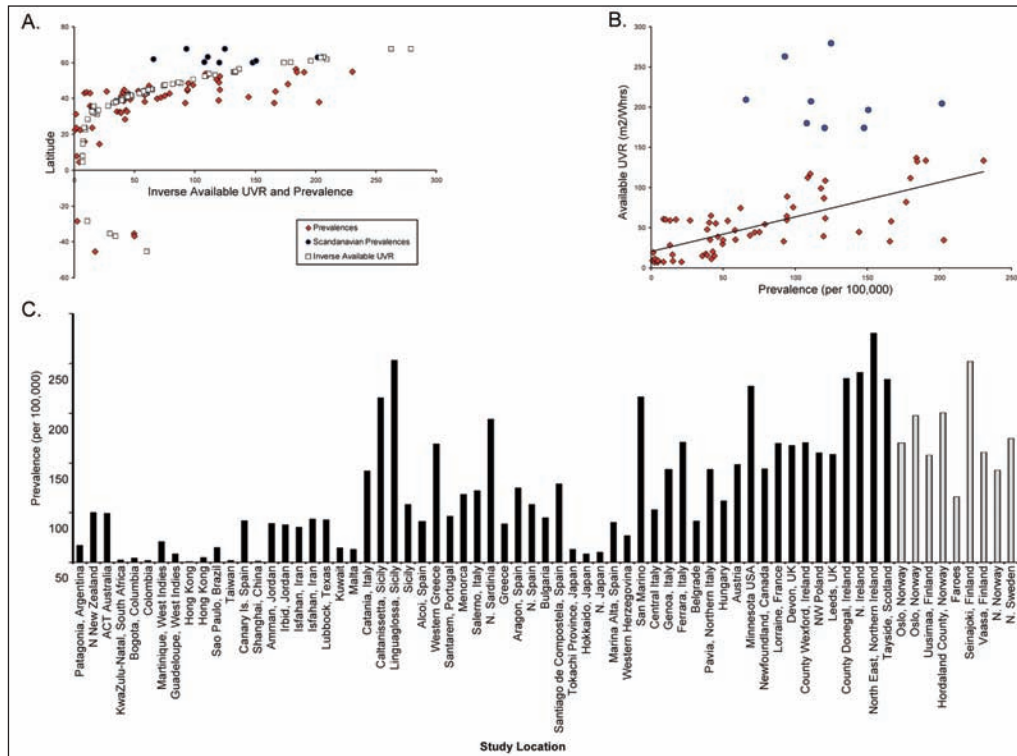 A.
80
60
40
20
0
-20
-40
-60
Latitude
0 50 100 150 200 250 300
Inverse Available UVR and Prevalence
Prevalences
Scandanavian Prevalences
Inverse Available UVR
B.
300
250
200
150
100
50
0
Available UVR (m2/Whrs)
0 50 100 150 200 250
Prevalence (per 100,000)
C.
250
200
150
100
50
Prevalence (per 100,000)
Patagonia, Argentina
N New Zealand
ACT Australia
KwaZulu-Natal, South Africa
Bogota, Columbia
Colombia
Martinique, West Indies
Guadeloupe, West Indies
Hong Kong
Hong Kong
Sao Paulo, Brazil
Taiwan
Canary Is. Spain
Shanghai, China
Amman, Jordan
Irbid, Jordan
Isfahan, Iran
Isfahan, Iran
Lubbock, Texas
Kuwait
Malta
Catania, Italy
Caltanissetta, Sicily
Linguaglossa, Sicily
Sicily
Alcoi, Spain
Western Greece
Santarem, Portugal
Menorca
Salerno, Italy
N. Sardinia
Greece
Aragon, Spain
N. Spain
Bulgaria
Santiago de Compostela, Spain
Tokachi Province, Japan
Hokkaido, Japan
N. Japan
Marina Alta, Spain
Western Herzegovina
San Marino
Central Italy
Genoa, Italy
Ferrara, Italy
Belgrade
Pavia, Northern Italy
Hungary
Austria
Minnesota USA
Newfoundland, Canada
Lorraine, France
Devon, UK
County Wexford, Ireland
NW Poland
Leeds, UK
County Donegal, Ireland
N. Ireland
North East, Northern Ireland
Tayside, Scotland
Oslo, Norway
Oslo, Norway
Uusimaa, Finland
Hordaland County, Norway
Faroes
Seinajoki, Finland
Vaasa, Finland
N. Norway
N. Sweden
Study Location